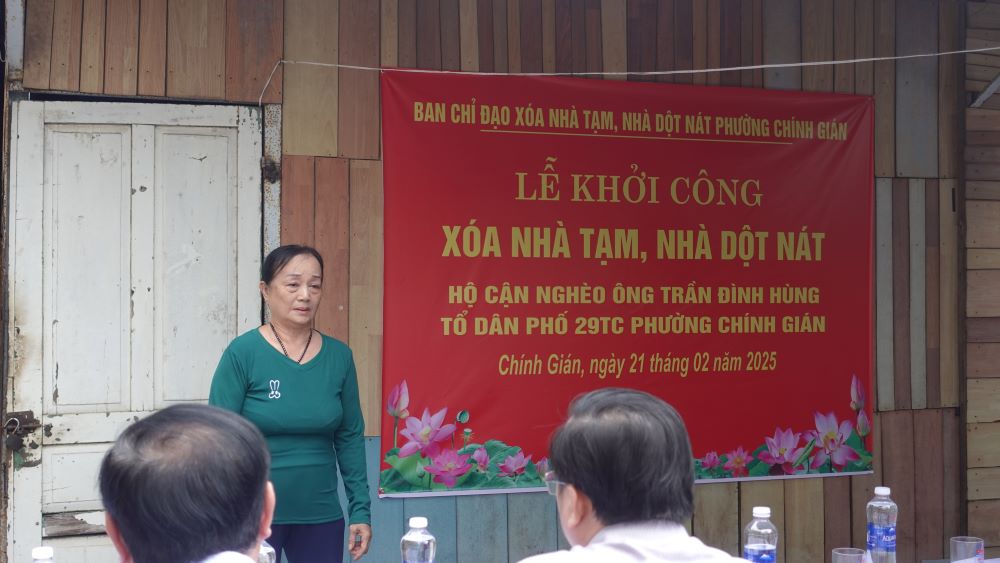 BAN CHỈ ĐẠO XÓA NHÀ TẠM, NHÀ DỘT NÁT PHƯỜNG CHÍNH GIÁN
LỄ KHỞI CÔNG
XÓA NHÀ TẠM, NHÀ DỘT NÁT
HỘ CẬN NGHÈO ÔNG TRẦN ĐÌNH HÙNG
TỔ DÂN PHỐ 29TC PHƯỜNG CHÍNH GIÁN
Chính Gián, ngày 21 tháng 02 năm 2025